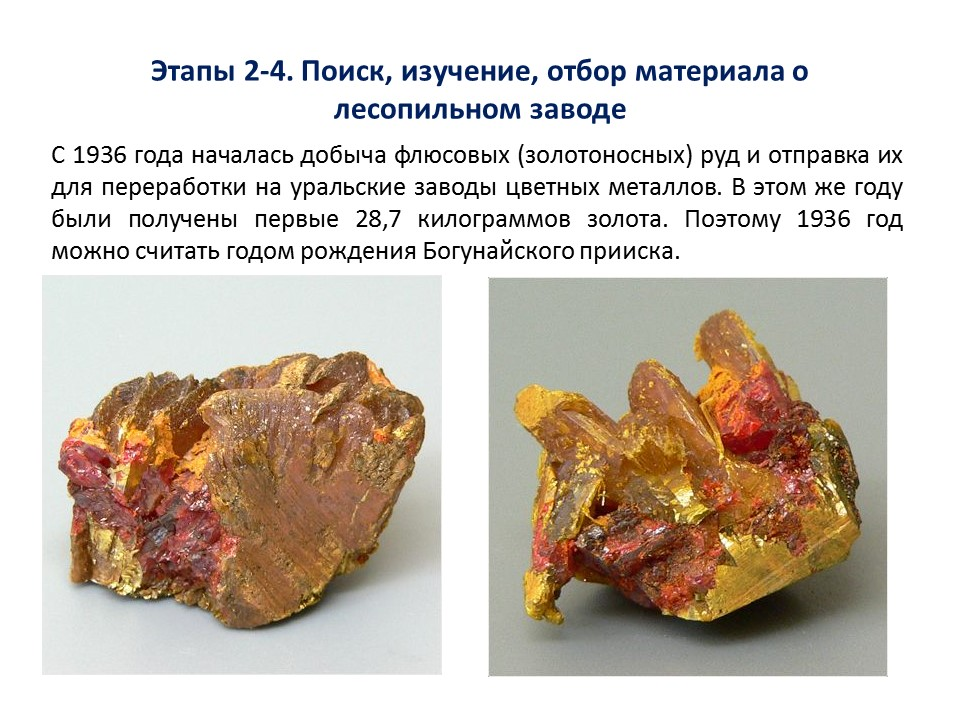 Этапы 2-4. Поиск, изучение, отбор материала о
лесопильном заводе
С 1936 года началась добыча флюсовых (золотоносных) руд и отправка их
для переработки на уральские заводы цветных металлов. В этом же году
были получены первые 28,7 килограммов золота. Поэтому 1936 год
можно считать годом рождения Богунайского прииска.